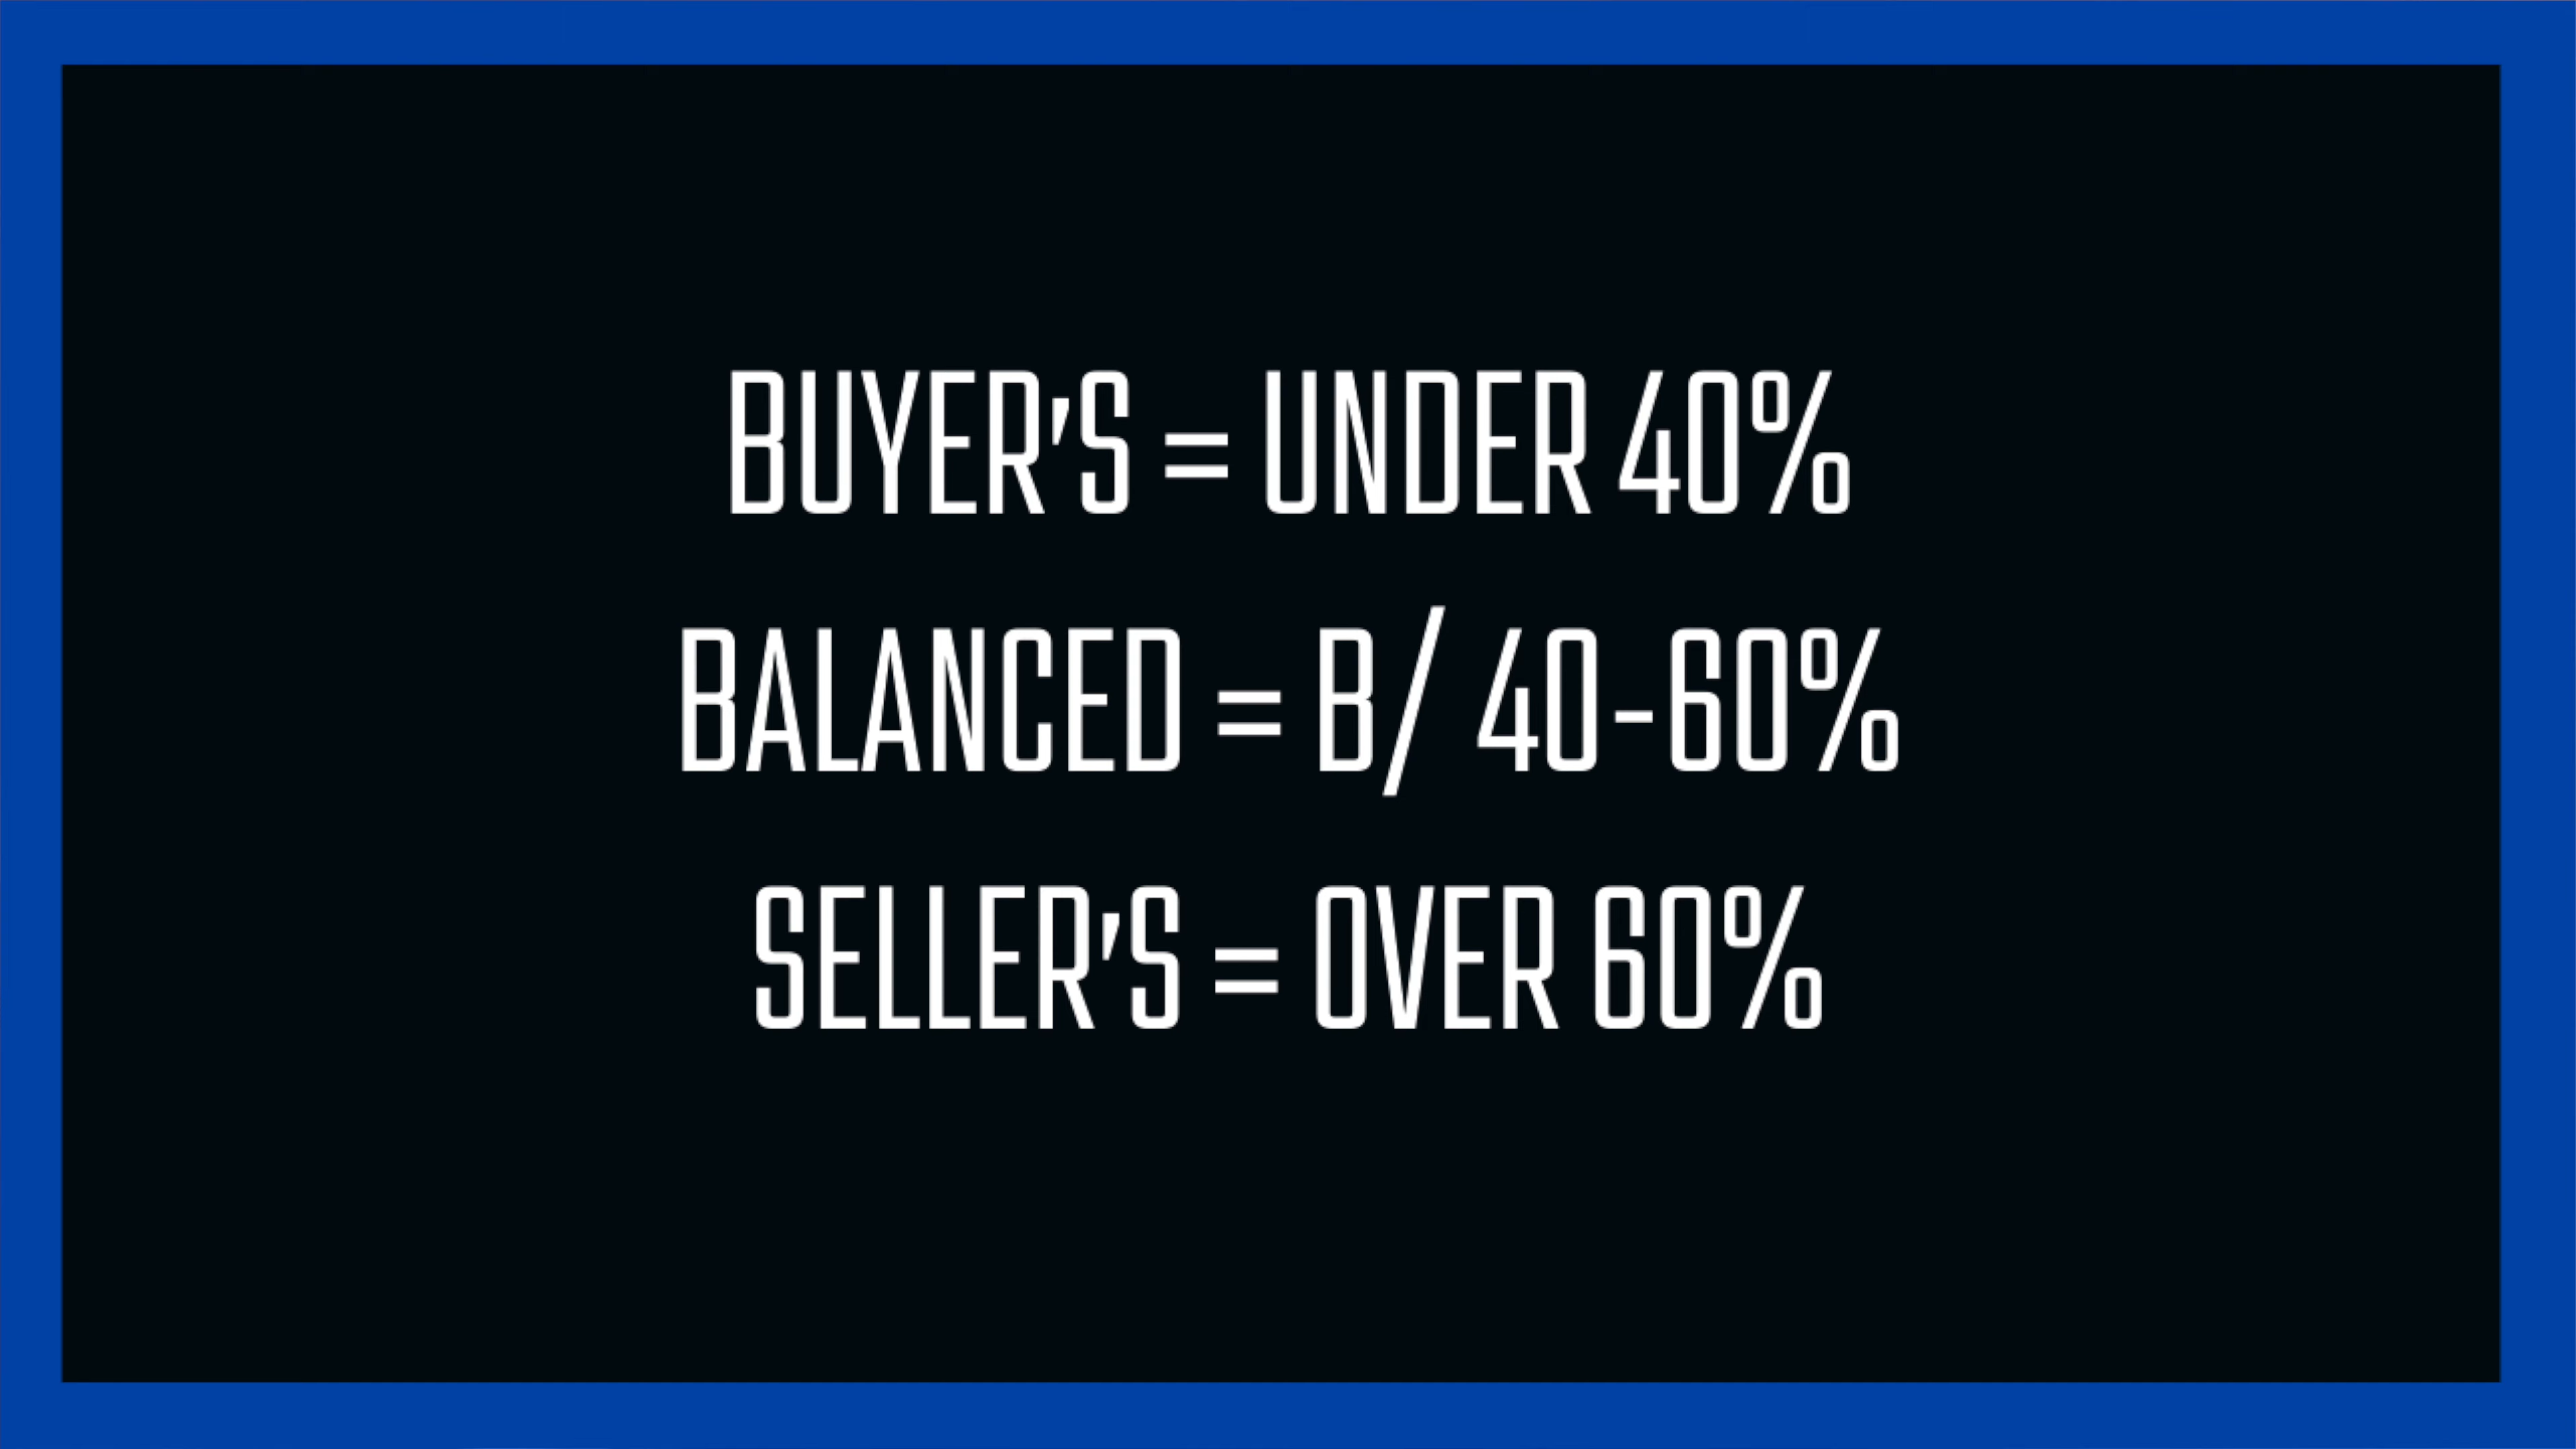 BUYER'S = UNDER 40%
BALANCED = B/ 40-60%
SELLER'S = OVER 60%